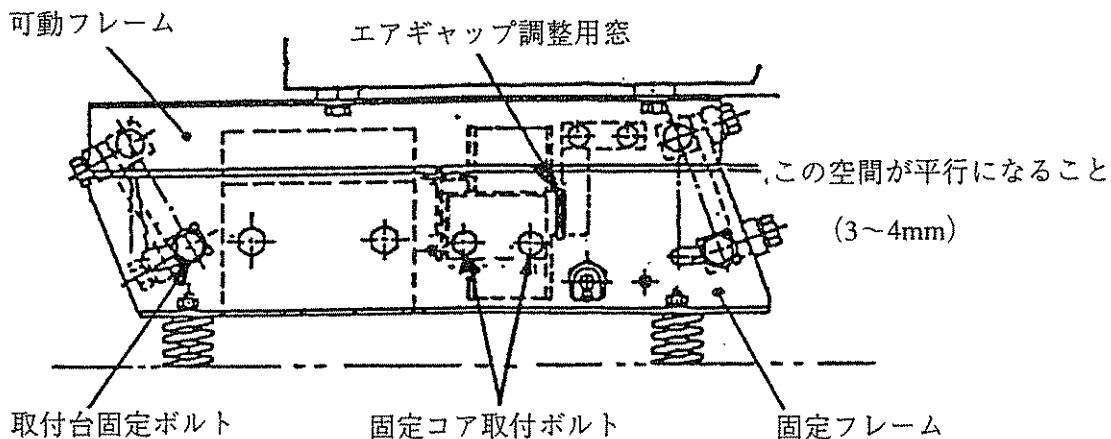 可動フレーム
エアギャップ調整用窓
この空間が平行になること
(3～4mm)
取付台固定ボルト
固定コア取付ボルト
固定フレーム